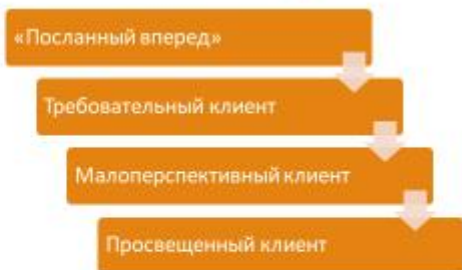 «Посланный вперед»
Требовательный клиент
Малоперспективный клиент
Просвещенный клиент